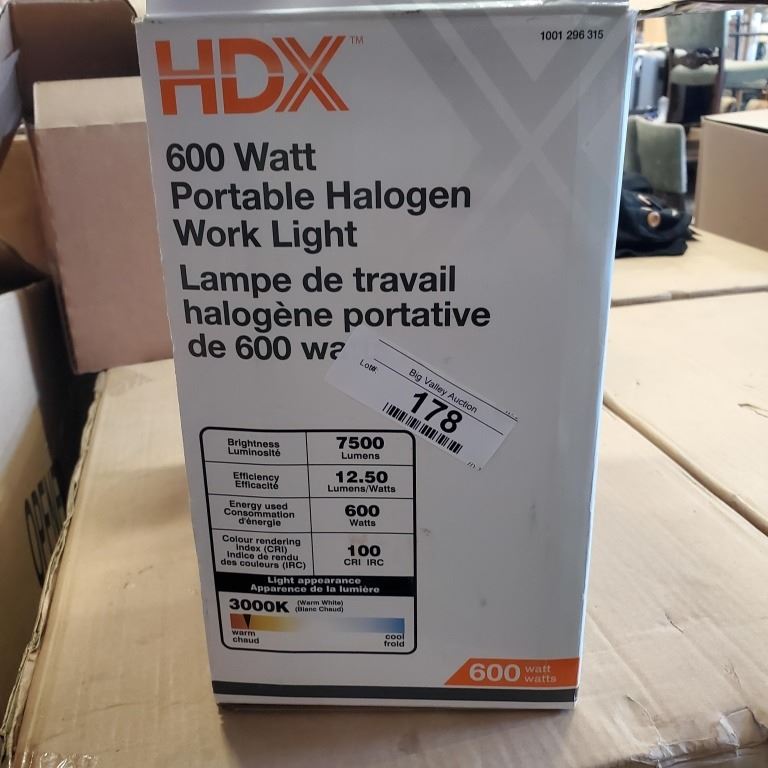 HDX™
1001 296 315
600 Watt
Portable Halogen
Work Light
Lampe de travail
halogène portative
de 600 wa
Lot#:
Big Valley Auction
178
Brightness
Luminosité
7500
Lumens
Efficiency
Efficacité
12.50
Lumens/Watts
Energy used
Consommation
d'énergie
600
Watts
Colour rendering
index (CRI)
Indice de rendu
des couleurs (IRC)
100
CRI IRC
Light appearance
Apparence de la lumière
3000K
(Warm White)
(Blanc Chaud)
warm
chaud
cool
froid
600 watt
watts